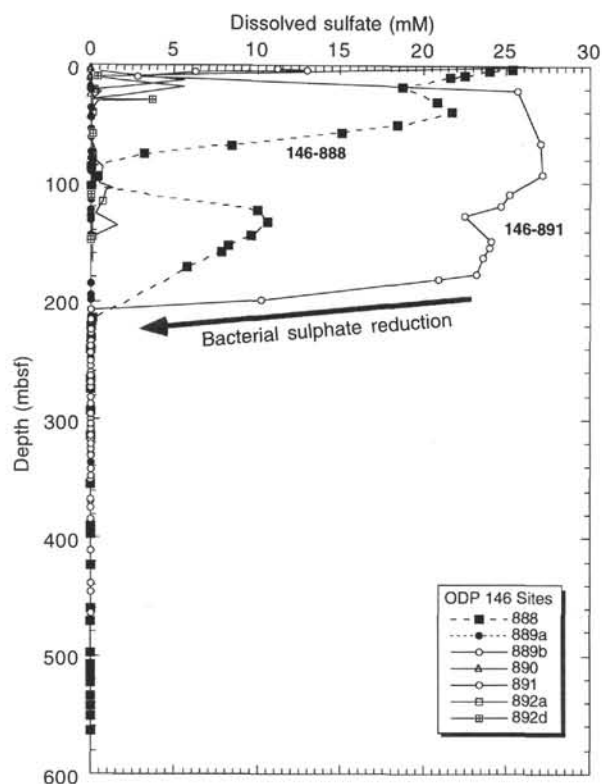 Dissolved sulfate (mM)
0 5 10 15 20 25 30
0
100
200
300
400
500
600
Depth (mbsf)
146-888
146-891
Bacterial sulphate reduction
ODP 146 Sites
888
889a
889b
890
891
892a
892d